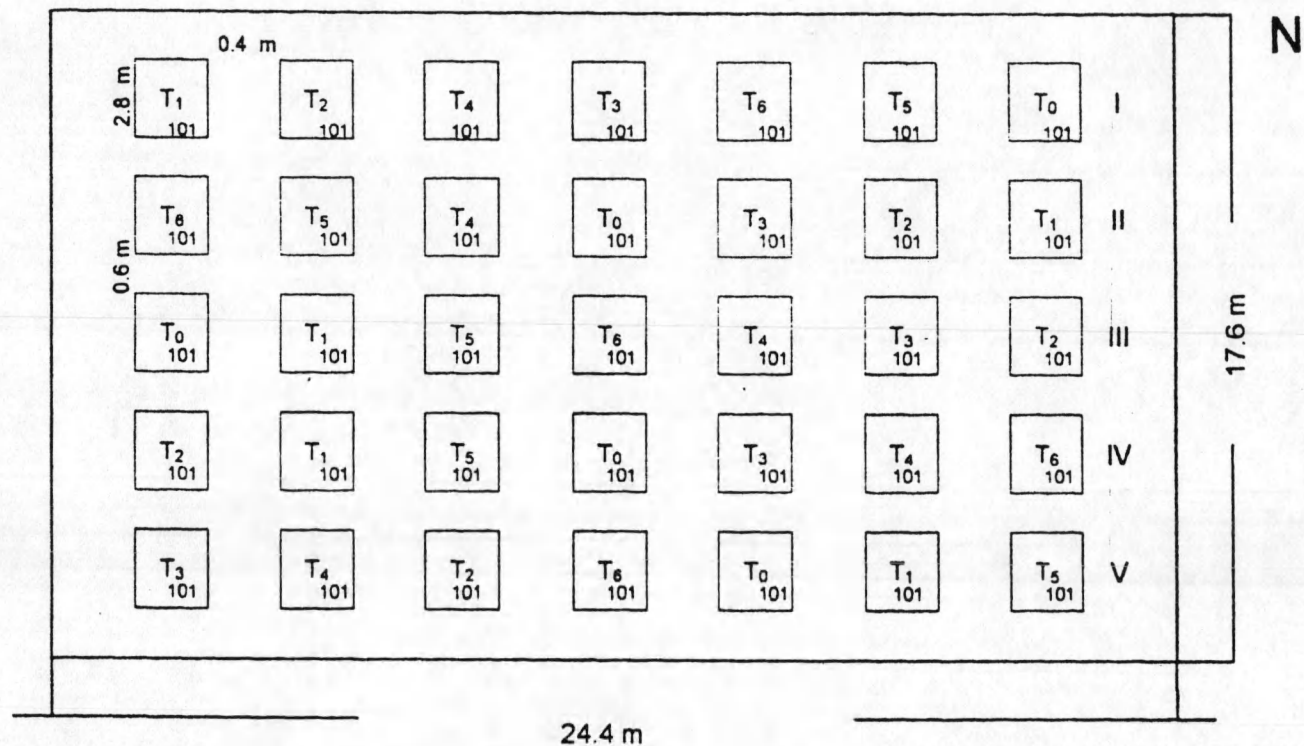 N
0.4 m
2.8 m
T1 T2 T4 T3 T6 T5 T0 I
101 101 101 101 101 101 101
T6 T5 T4 T0 T3 T2 T1 II
101 101 101 101 101 101 101
0.6 m
T0 T1 T5 T6 T4 T3 T2 III
101 101 101 101 101 101 101
17.6 m
T2 T1 T5 T0 T3 T4 T6 IV
101 101 101 101 101 101 101
T3 T4 T2 T6 T0 T1 T5 V
101 101 101 101 101 101 101
24.4 m